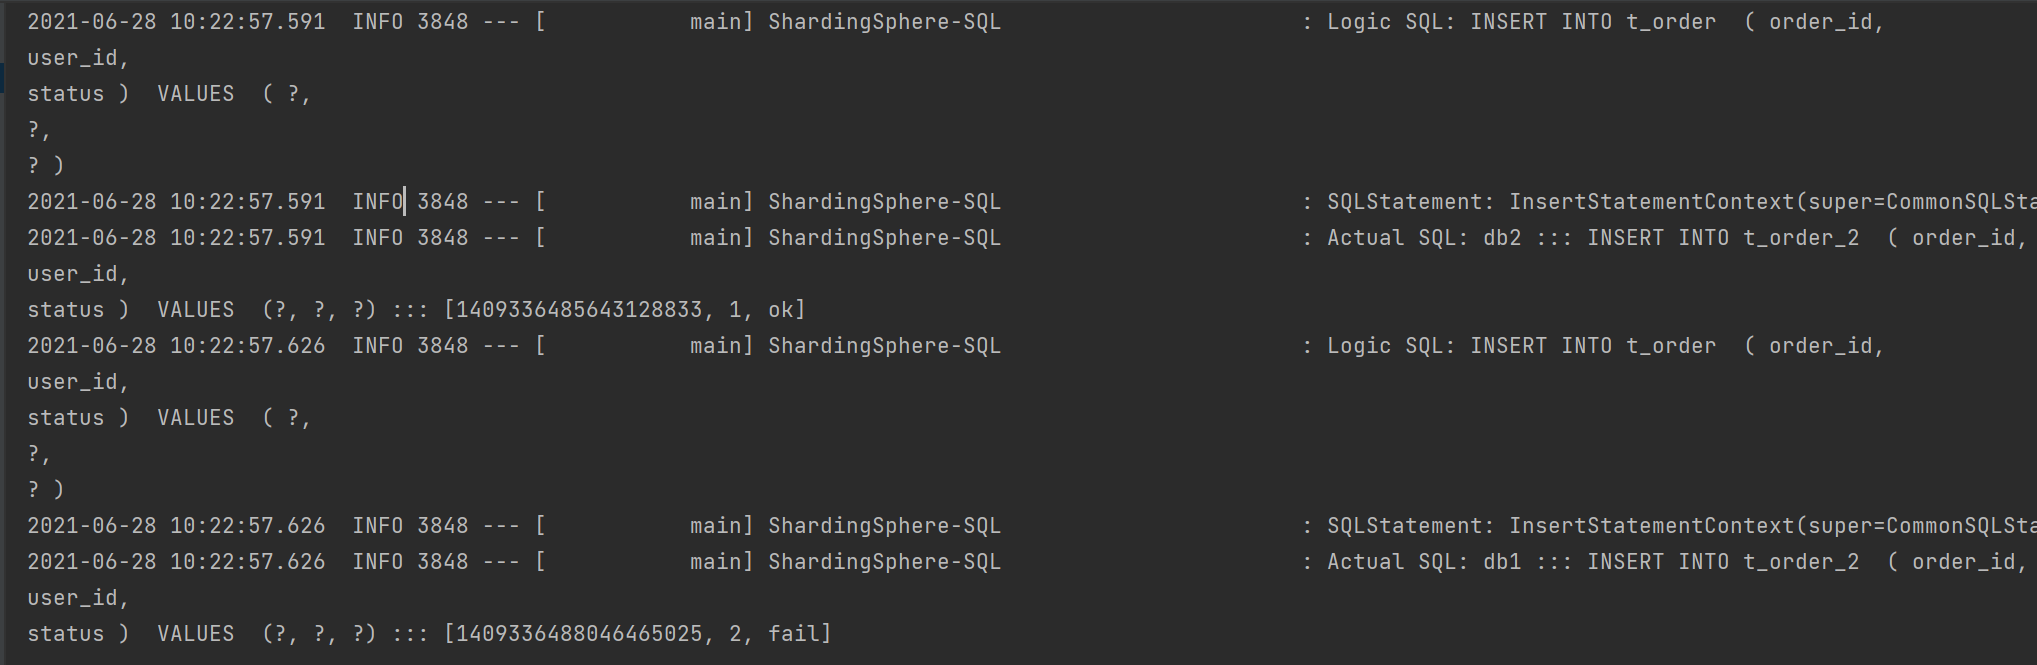 2021-06-28 10:22:57.591  INFO 3848 --- [           main] ShardingSphere-SQL                       : Logic SQL: INSERT INTO t_order  ( order_id,
user_id,
status )  VALUES  ( ?,
?,
? )
2021-06-28 10:22:57.591  INFO 3848 --- [           main] ShardingSphere-SQL                       : SQLStatement: InsertStatementContext(super=CommonSQLSta
2021-06-28 10:22:57.591  INFO 3848 --- [           main] ShardingSphere-SQL                       : Actual SQL: db2 ::: INSERT INTO t_order_2  ( order_id,
user_id,
status )  VALUES  (?, ?, ?) ::: [1409336485643128833, 1, ok]
2021-06-28 10:22:57.626  INFO 3848 --- [           main] ShardingSphere-SQL                       : Logic SQL: INSERT INTO t_order  ( order_id,
user_id,
status )  VALUES  ( ?,
?,
? )
2021-06-28 10:22:57.626  INFO 3848 --- [           main] ShardingSphere-SQL                       : SQLStatement: InsertStatementContext(super=CommonSQLSta
2021-06-28 10:22:57.626  INFO 3848 --- [           main] ShardingSphere-SQL                       : Actual SQL: db1 ::: INSERT INTO t_order_2  ( order_id,
user_id,
status )  VALUES  (?, ?, ?) ::: [1409336488046465025, 2, fail]